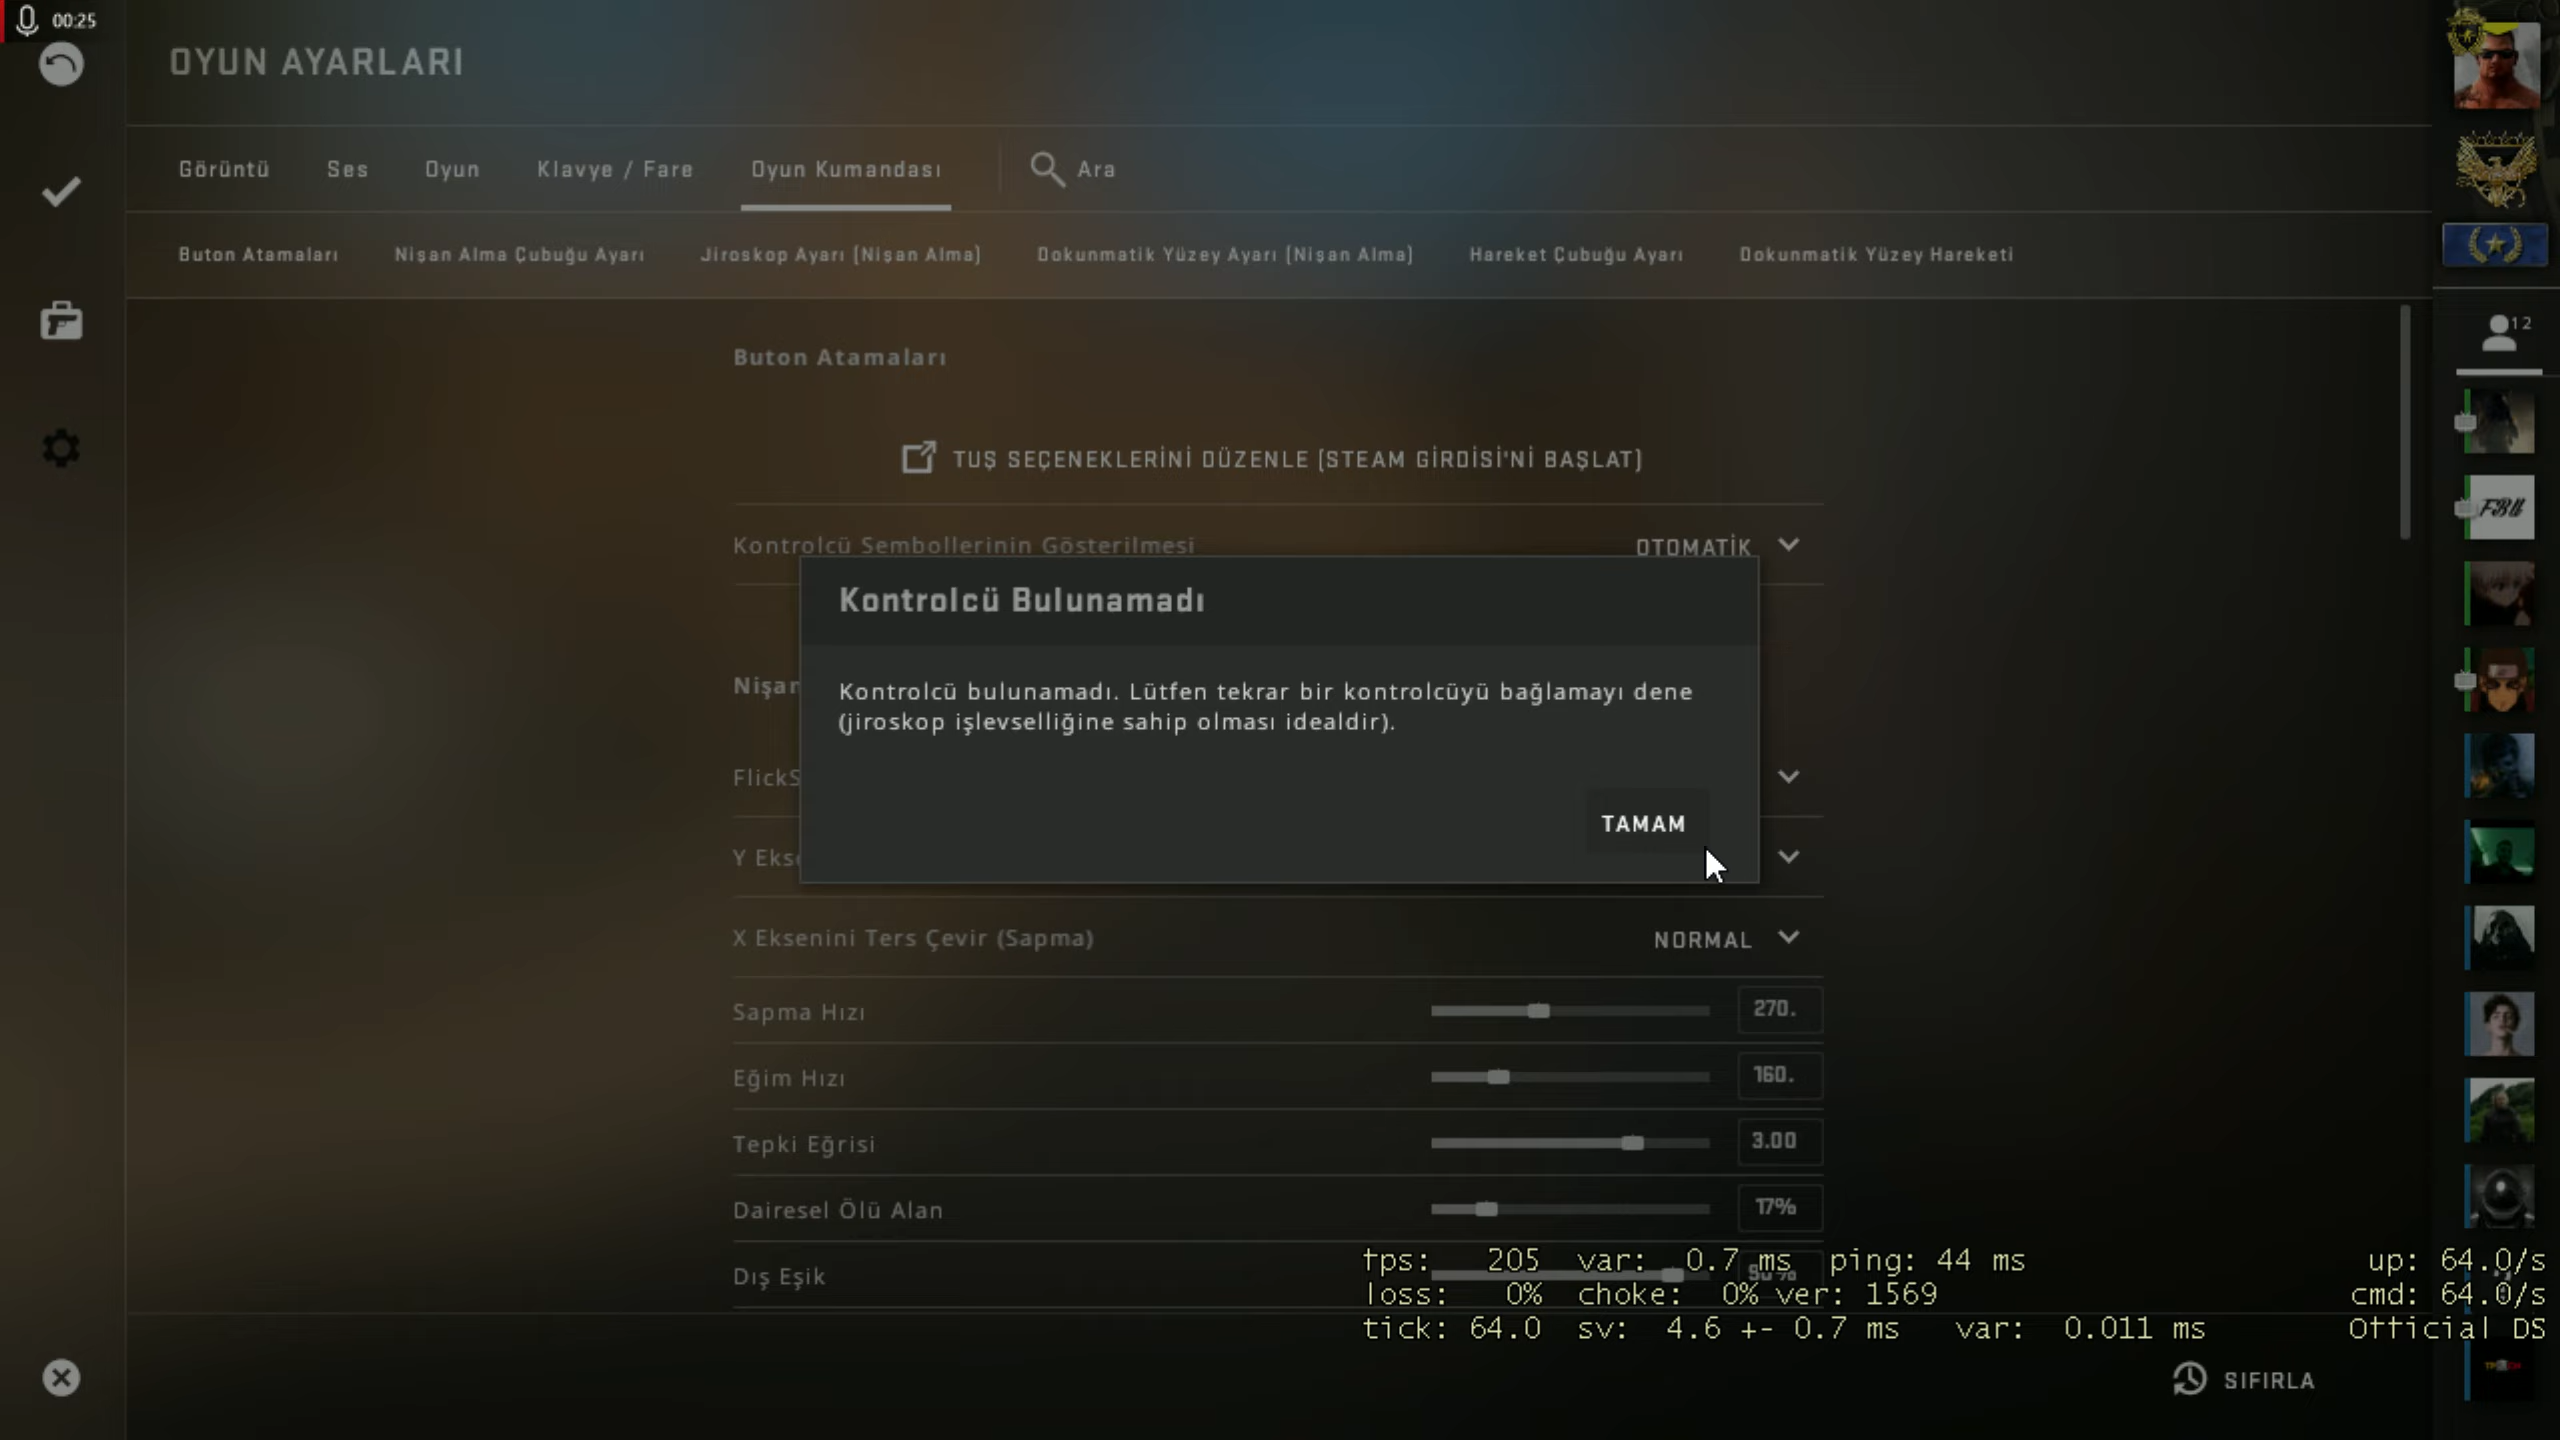 00:25
OYUN AYARLARI
Görüntü Ses Oyun Klavye / Fare Oyun Kumandası Ara
Buton Atamaları Nişan Alma Çubuğu Ayarı Jiroskop Ayarı (Nişan Alma) Dokunmatik Yüzey Ayarı (Nişan Alma) Hareket Çubuğu Ayarı Dokunmatik Yüzey Hareketi
12
Buton Atamaları
TUŞ SEÇENEKLERİNİ DÜZENLE (STEAM GİRDİSİ'Nİ BAŞLAT)
FBU
Kontrolcü Sembollerinin Gösterilmesi OTOMATİK
Kontrolcü Bulunamadı
Kontrolcü bulunamadı. Lütfen tekrar bir kontrolcüyü bağlamayı dene
(jiroskop işlevselliğine sahip olması idealdir).
TAMAM
Nişan
FlickS
Y Ekse
X Eksenini Ters Çevir (Sapma) NORMAL
Sapma Hızı 270.
Eğim Hızı 160.
Tepki Eğrisi 3.00
Dairesel Ölü Alan 17%
Dış Eşik
fps: 205 var: 0.7 ms ping: 44 ms up: 64.0/s
loss: 0% choke: 0% ver: 1569 cmd: 64.0/s
tick: 64.0 sv: 4.6 +- 0.7 ms var: 0.011 ms Official DS
SIFIRLA